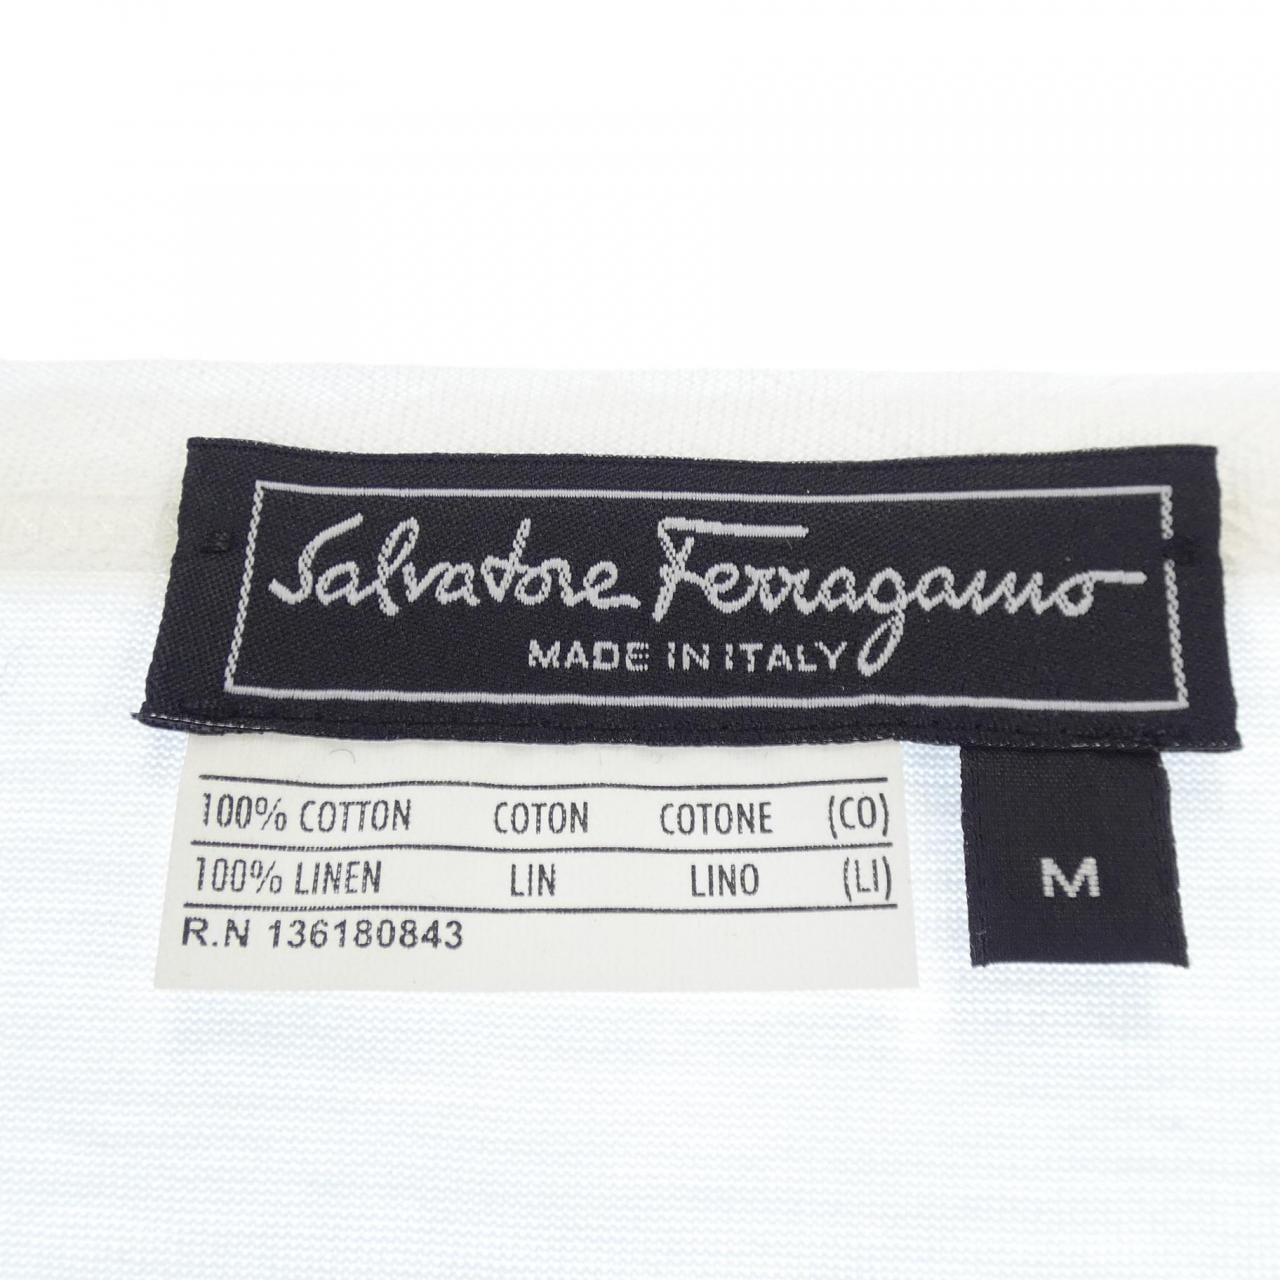 Salvatore Ferragamo
MADE IN ITALY
100% COTTON COTON COTONE (CO)
100% LINEN LIN LINO (LI)
R.N 136180843
M